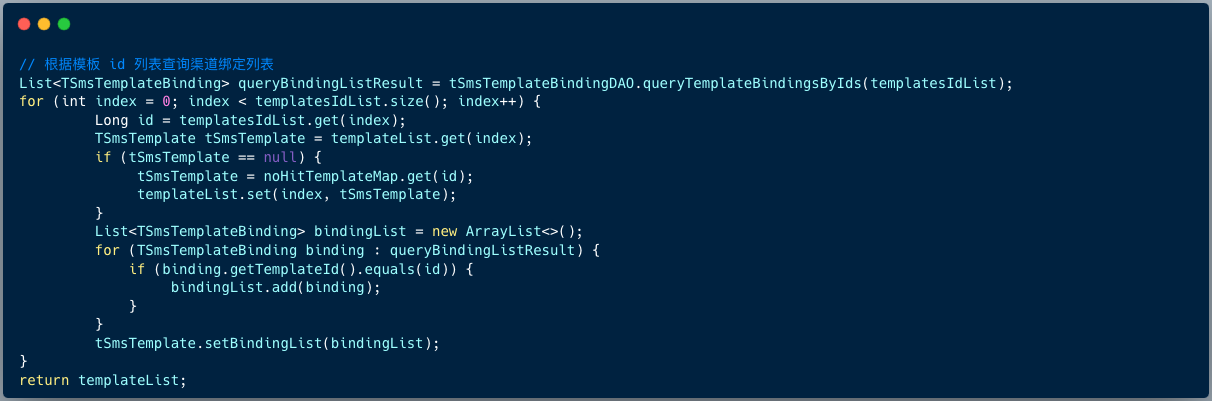 // 根据模板 id 列表查询渠道绑定列表
List<TSmsTemplateBinding> queryBindingListResult = tSmsTemplateBindingDAO.queryTemplateBindingsByIds(templatesIdList);
for (int index = 0; index < templatesIdList.size(); index++) {
         Long id = templatesIdList.get(index);
         TSmsTemplate tSmsTemplate = templateList.get(index);
         if (tSmsTemplate == null) {
              tSmsTemplate = noHitTemplateMap.get(id);
              templateList.set(index, tSmsTemplate);
         }
         List<TSmsTemplateBinding> bindingList = new ArrayList<>();
         for (TSmsTemplateBinding binding : queryBindingListResult) {
             if (binding.getTemplateId().equals(id)) {
                  bindingList.add(binding);
             }
         }
         tSmsTemplate.setBindingList(bindingList);
}
return templateList;